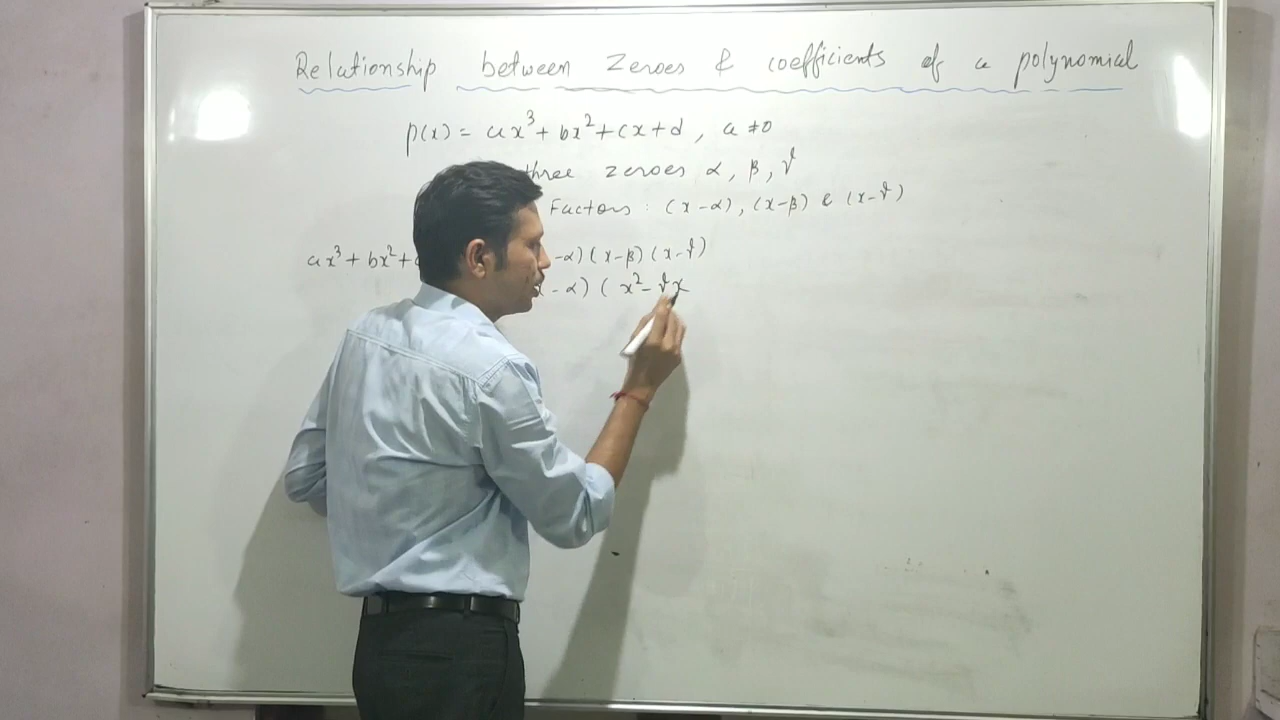 Relationship between zeroes & coefficients of a polynomial
p(x) = ax³ + bx² + cx + d , a ≠ 0
three zeroes α, β, γ
Factors : (x-α), (x-β) & (x-γ)
ax³ + bx² + -α)(x-β)(x-γ)
-α) ( x² - γx